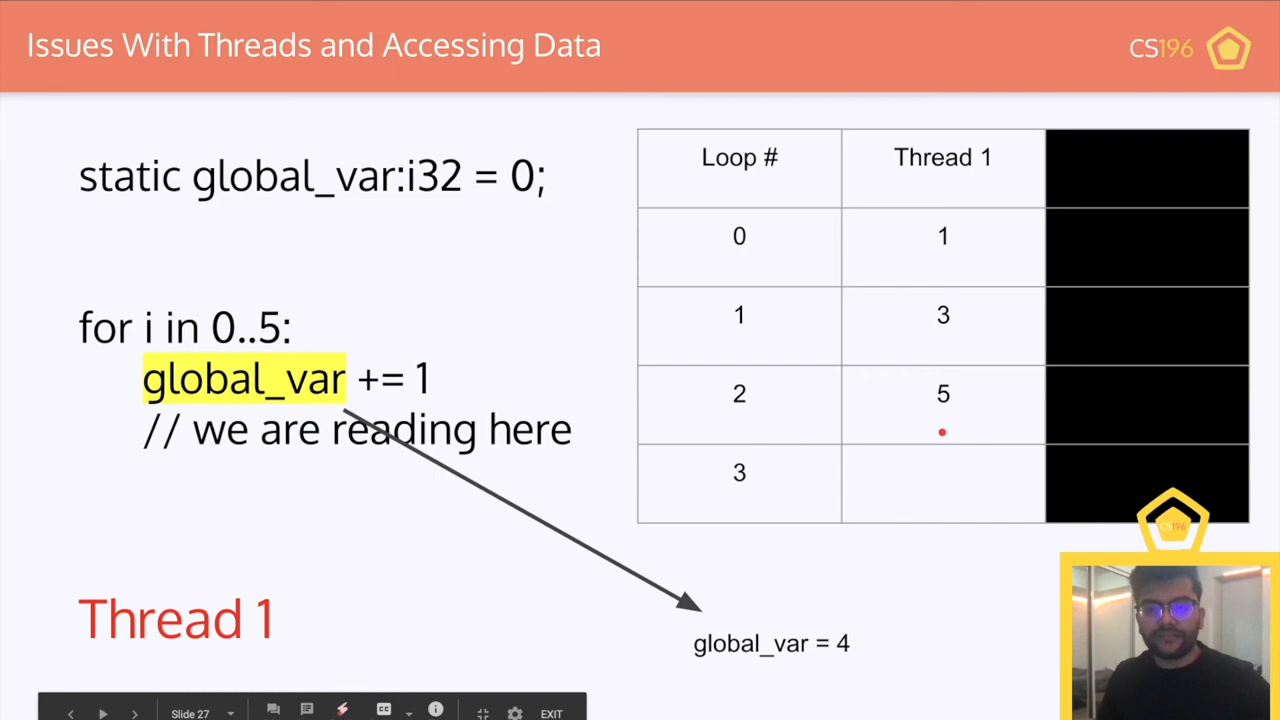 Issues With Threads and Accessing Data
CS196
static global_var:i32 = 0;
for i in 0..5:
global_var += 1
// we are reading here
Thread 1
Loop # Thread 1
0 1
1 3
2 5
3
global_var = 4
CS196
Slide 27
CC
EXIT